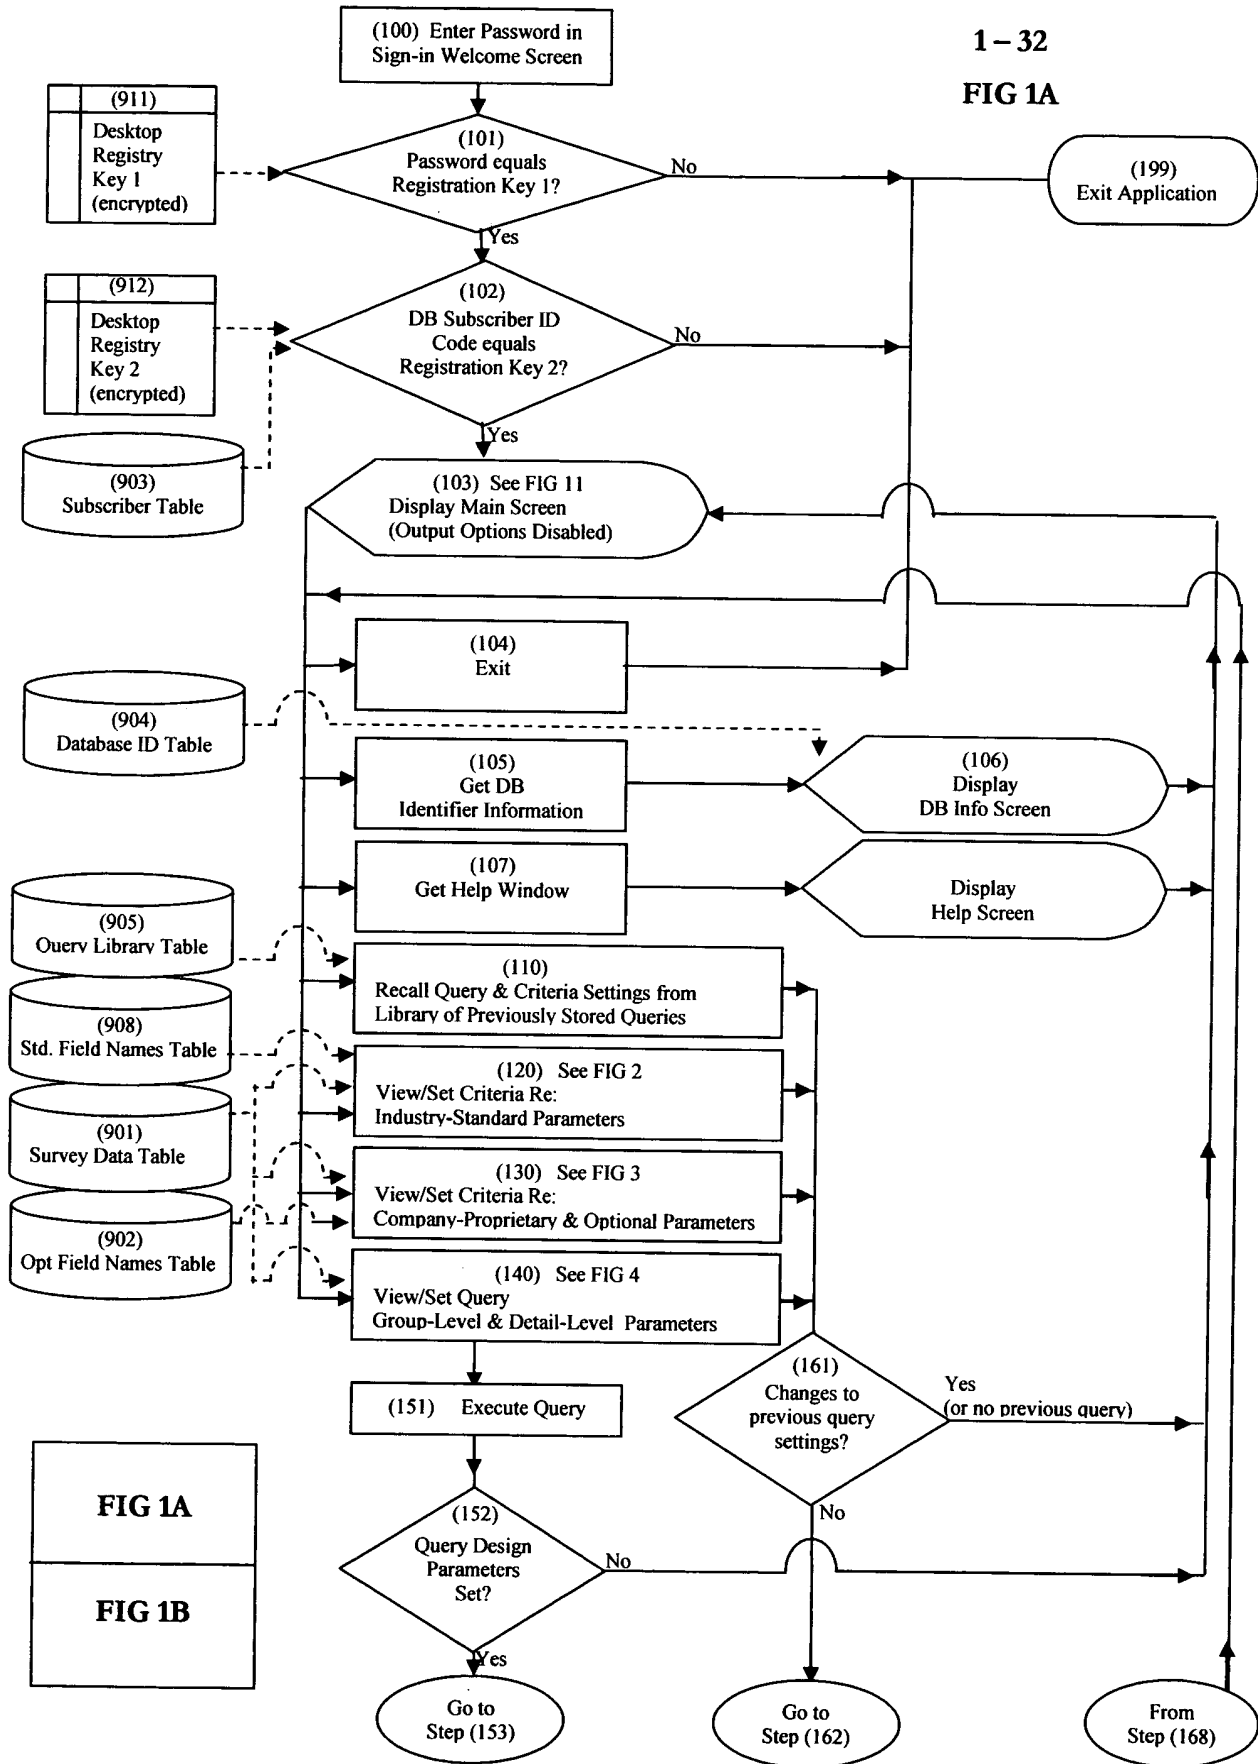 (100) Enter Password in
Sign-in Welcome Screen
1 – 32
FIG 1A
(911)
Desktop
Registry
Key 1
(encrypted)
(101)
Password equals
Registration Key 1?
No
(199)
Exit Application
Yes
(912)
Desktop
Registry
Key 2
(encrypted)
(102)
DB Subscriber ID
Code equals
Registration Key 2?
No
Yes
(903)
Subscriber Table
(103) See FIG 11
Display Main Screen
(Output Options Disabled)
(104)
Exit
(904)
Database ID Table
(105)
Get DB
Identifier Information
(106)
Display
DB Info Screen
(107)
Get Help Window
Display
Help Screen
(905)
Query Library Table
(110)
Recall Query & Criteria Settings from
Library of Previously Stored Queries
(908)
Std. Field Names Table
(120) See FIG 2
View/Set Criteria Re:
Industry-Standard Parameters
(901)
Survey Data Table
(130) See FIG 3
View/Set Criteria Re:
Company-Proprietary & Optional Parameters
(902)
Opt Field Names Table
(140) See FIG 4
View/Set Query
Group-Level & Detail-Level Parameters
(161)
Changes to
previous query
settings?
Yes
(or no previous query)
No
(151) Execute Query
(152)
Query Design
Parameters
Set?
No
Yes
FIG 1A
FIG 1B
Go to
Step (153)
Go to
Step (162)
From
Step (168)